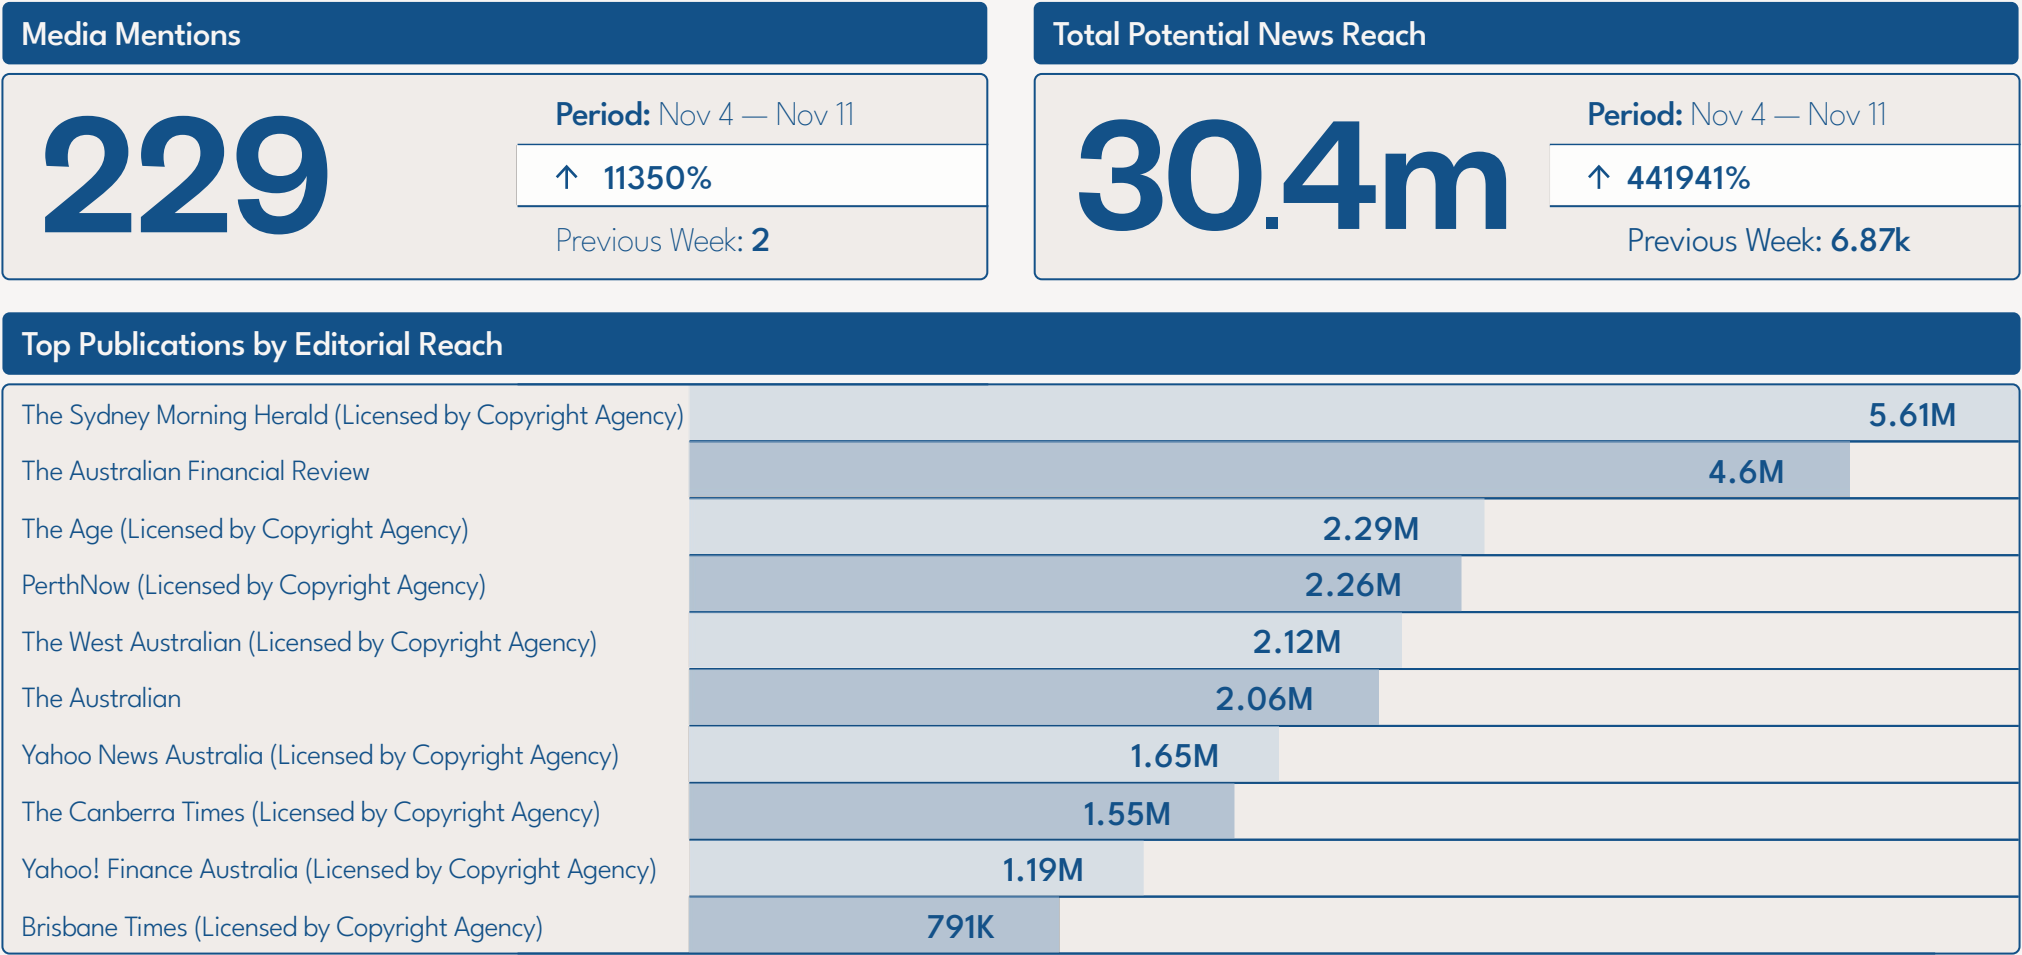 Media Mentions
229
Period: Nov 4 — Nov 11
↑ 11350%
Previous Week: 2
Total Potential News Reach
30.4m
Period: Nov 4 — Nov 11
↑ 441941%
Previous Week: 6.87k
Top Publications by Editorial Reach
The Sydney Morning Herald (Licensed by Copyright Agency) 5.61M
The Australian Financial Review 4.6M
The Age (Licensed by Copyright Agency) 2.29M
PerthNow (Licensed by Copyright Agency) 2.26M
The West Australian (Licensed by Copyright Agency) 2.12M
The Australian 2.06M
Yahoo News Australia (Licensed by Copyright Agency) 1.65M
The Canberra Times (Licensed by Copyright Agency) 1.55M
Yahoo! Finance Australia (Licensed by Copyright Agency) 1.19M
Brisbane Times (Licensed by Copyright Agency) 791K